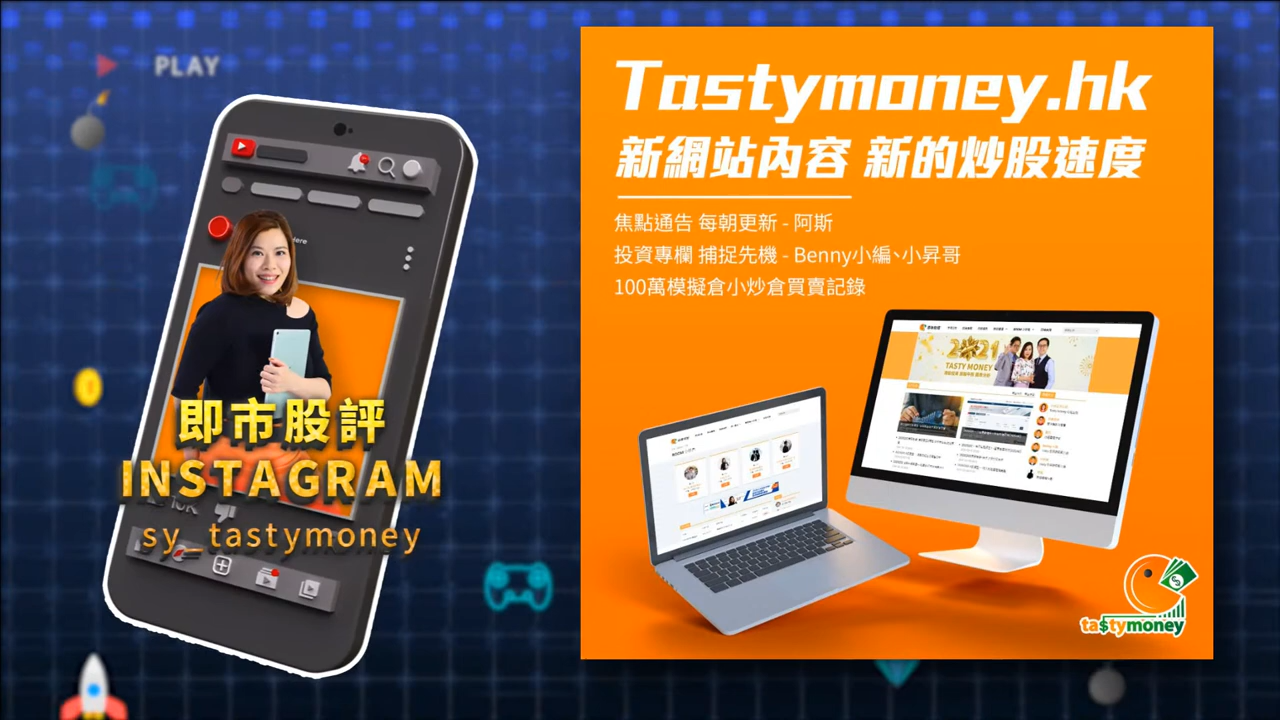 PLAY
Here
即市股評
INSTAGRAM
sy_tastymoney
Tastymoney.hk
新網站內容 新的炒股速度
焦點通告 每朝更新 - 阿斯
投資專欄 捕捉先機 - Benny小編、小昇哥
100萬模擬倉小炒倉買賣記錄
2021
TASTY MONEY
ta$tymoney